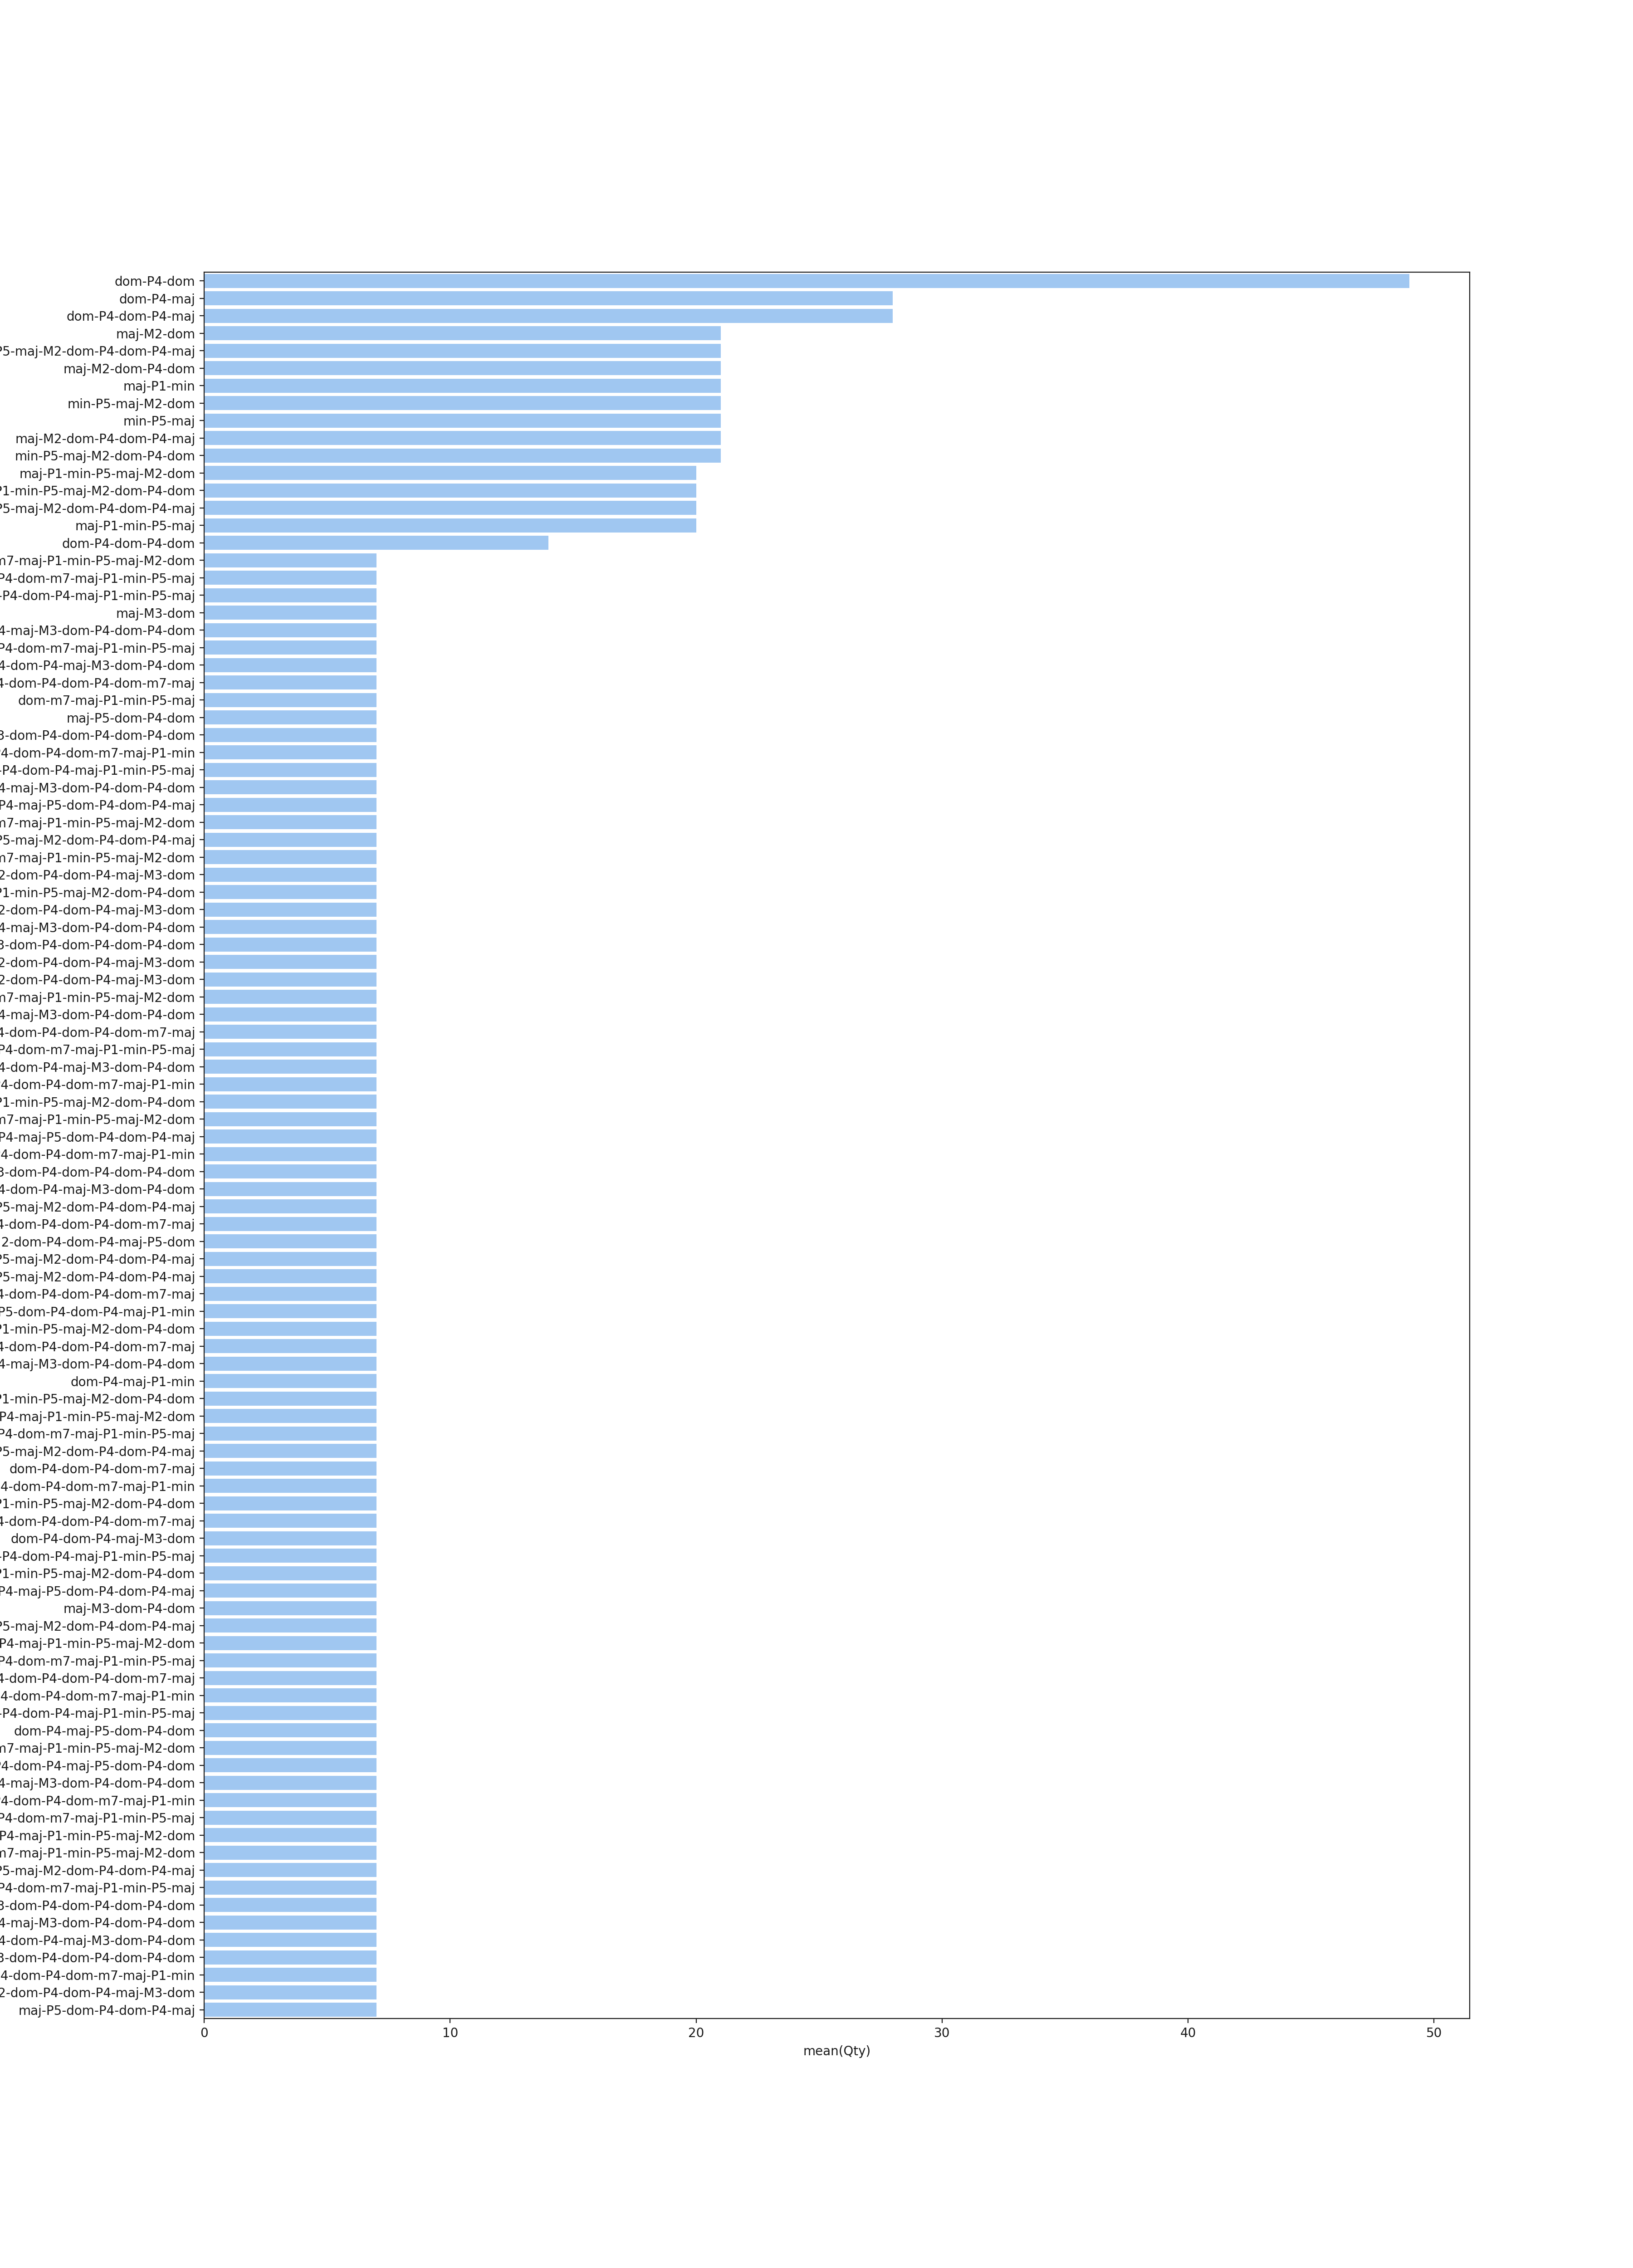 dom-P4-dom
dom-P4-maj
dom-P4-dom-P4-maj
maj-M2-dom
P5-maj-M2-dom-P4-dom-P4-maj
maj-M2-dom-P4-dom
maj-P1-min
min-P5-maj-M2-dom
min-P5-maj
maj-M2-dom-P4-dom-P4-maj
min-P5-maj-M2-dom-P4-dom
maj-P1-min-P5-maj-M2-dom
P1-min-P5-maj-M2-dom-P4-dom
P5-maj-M2-dom-P4-dom-P4-maj
maj-P1-min-P5-maj
dom-P4-dom-P4-dom
m7-maj-P1-min-P5-maj-M2-dom
P4-dom-m7-maj-P1-min-P5-maj
-P4-dom-P4-maj-P1-min-P5-maj
maj-M3-dom
4-maj-M3-dom-P4-dom-P4-dom
P4-dom-m7-maj-P1-min-P5-maj
4-dom-P4-maj-M3-dom-P4-dom
4-dom-P4-dom-P4-dom-m7-maj
dom-m7-maj-P1-min-P5-maj
maj-P5-dom-P4-dom
3-dom-P4-dom-P4-dom-P4-dom
P4-dom-P4-dom-m7-maj-P1-min
-P4-dom-P4-maj-P1-min-P5-maj
4-maj-M3-dom-P4-dom-P4-dom
P4-maj-P5-dom-P4-dom-P4-maj
m7-maj-P1-min-P5-maj-M2-dom
P5-maj-M2-dom-P4-dom-P4-maj
m7-maj-P1-min-P5-maj-M2-dom
2-dom-P4-dom-P4-maj-M3-dom
P1-min-P5-maj-M2-dom-P4-dom
2-dom-P4-dom-P4-maj-M3-dom
4-maj-M3-dom-P4-dom-P4-dom
3-dom-P4-dom-P4-dom-P4-dom
2-dom-P4-dom-P4-maj-M3-dom
2-dom-P4-dom-P4-maj-M3-dom
m7-maj-P1-min-P5-maj-M2-dom
4-maj-M3-dom-P4-dom-P4-dom
4-dom-P4-dom-P4-dom-m7-maj
P4-dom-m7-maj-P1-min-P5-maj
4-dom-P4-maj-M3-dom-P4-dom
P4-dom-P4-dom-m7-maj-P1-min
P1-min-P5-maj-M2-dom-P4-dom
m7-maj-P1-min-P5-maj-M2-dom
P4-maj-P5-dom-P4-dom-P4-maj
P4-dom-P4-dom-m7-maj-P1-min
3-dom-P4-dom-P4-dom-P4-dom
4-dom-P4-maj-M3-dom-P4-dom
P5-maj-M2-dom-P4-dom-P4-maj
4-dom-P4-dom-P4-dom-m7-maj
2-dom-P4-dom-P4-maj-P5-dom
P5-maj-M2-dom-P4-dom-P4-maj
P5-maj-M2-dom-P4-dom-P4-maj
4-dom-P4-dom-P4-dom-m7-maj
P5-dom-P4-dom-P4-maj-P1-min
P1-min-P5-maj-M2-dom-P4-dom
4-dom-P4-dom-P4-dom-m7-maj
4-maj-M3-dom-P4-dom-P4-dom
dom-P4-maj-P1-min
P1-min-P5-maj-M2-dom-P4-dom
P4-maj-P1-min-P5-maj-M2-dom
P4-dom-m7-maj-P1-min-P5-maj
P5-maj-M2-dom-P4-dom-P4-maj
dom-P4-dom-P4-dom-m7-maj
P4-dom-P4-dom-m7-maj-P1-min
P1-min-P5-maj-M2-dom-P4-dom
4-dom-P4-dom-P4-dom-m7-maj
dom-P4-dom-P4-maj-M3-dom
-P4-dom-P4-maj-P1-min-P5-maj
P1-min-P5-maj-M2-dom-P4-dom
P4-maj-P5-dom-P4-dom-P4-maj
maj-M3-dom-P4-dom
P5-maj-M2-dom-P4-dom-P4-maj
P4-maj-P1-min-P5-maj-M2-dom
P4-dom-m7-maj-P1-min-P5-maj
4-dom-P4-dom-P4-dom-m7-maj
P4-dom-P4-dom-m7-maj-P1-min
-P4-dom-P4-maj-P1-min-P5-maj
dom-P4-maj-P5-dom-P4-dom
m7-maj-P1-min-P5-maj-M2-dom
P4-dom-P4-maj-P5-dom-P4-dom
4-maj-M3-dom-P4-dom-P4-dom
P4-dom-P4-dom-m7-maj-P1-min
P4-dom-m7-maj-P1-min-P5-maj
P4-maj-P1-min-P5-maj-M2-dom
m7-maj-P1-min-P5-maj-M2-dom
P5-maj-M2-dom-P4-dom-P4-maj
P4-dom-m7-maj-P1-min-P5-maj
3-dom-P4-dom-P4-dom-P4-dom
4-maj-M3-dom-P4-dom-P4-dom
4-dom-P4-maj-M3-dom-P4-dom
3-dom-P4-dom-P4-dom-P4-dom
P4-dom-P4-dom-m7-maj-P1-min
2-dom-P4-dom-P4-maj-M3-dom
maj-P5-dom-P4-dom-P4-maj
0 10 20 30 40 50
mean(Qty)